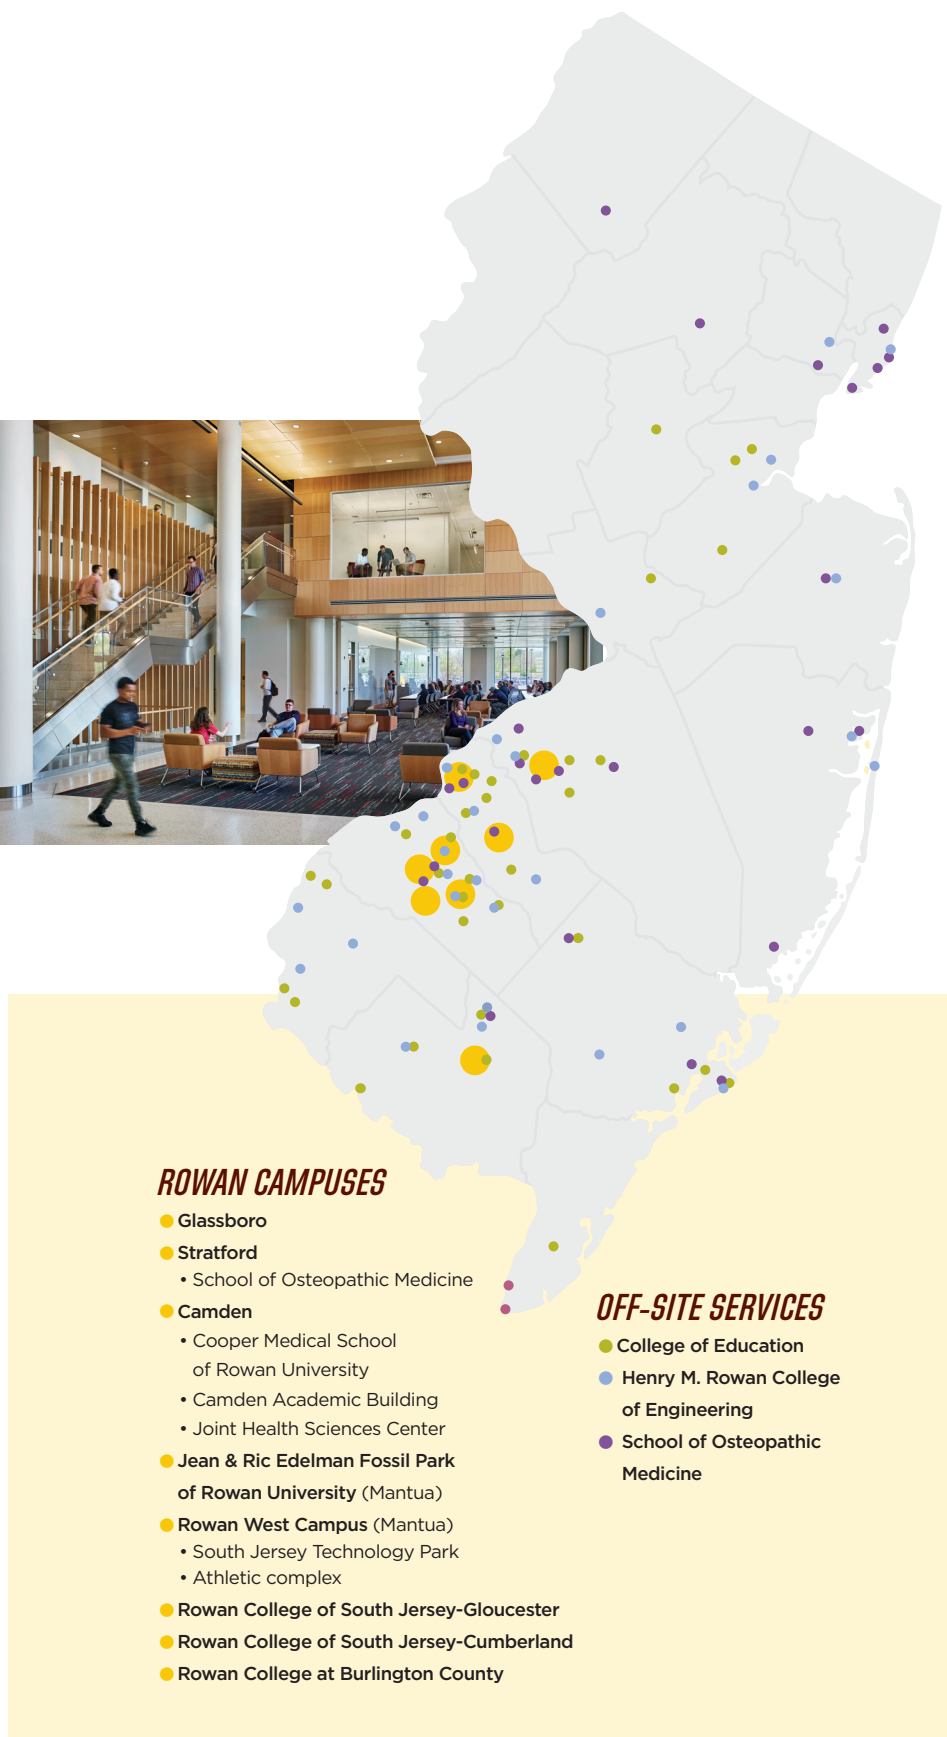 ROWAN CAMPUSES
Glassboro
Stratford
• School of Osteopathic Medicine
Camden
• Cooper Medical School
of Rowan University
• Camden Academic Building
• Joint Health Sciences Center
Jean & Ric Edelman Fossil Park
of Rowan University (Mantua)
Rowan West Campus (Mantua)
• South Jersey Technology Park
• Athletic complex
Rowan College of South Jersey-Gloucester
Rowan College of South Jersey-Cumberland
Rowan College at Burlington County
OFF-SITE SERVICES
College of Education
Henry M. Rowan College
of Engineering
School of Osteopathic
Medicine